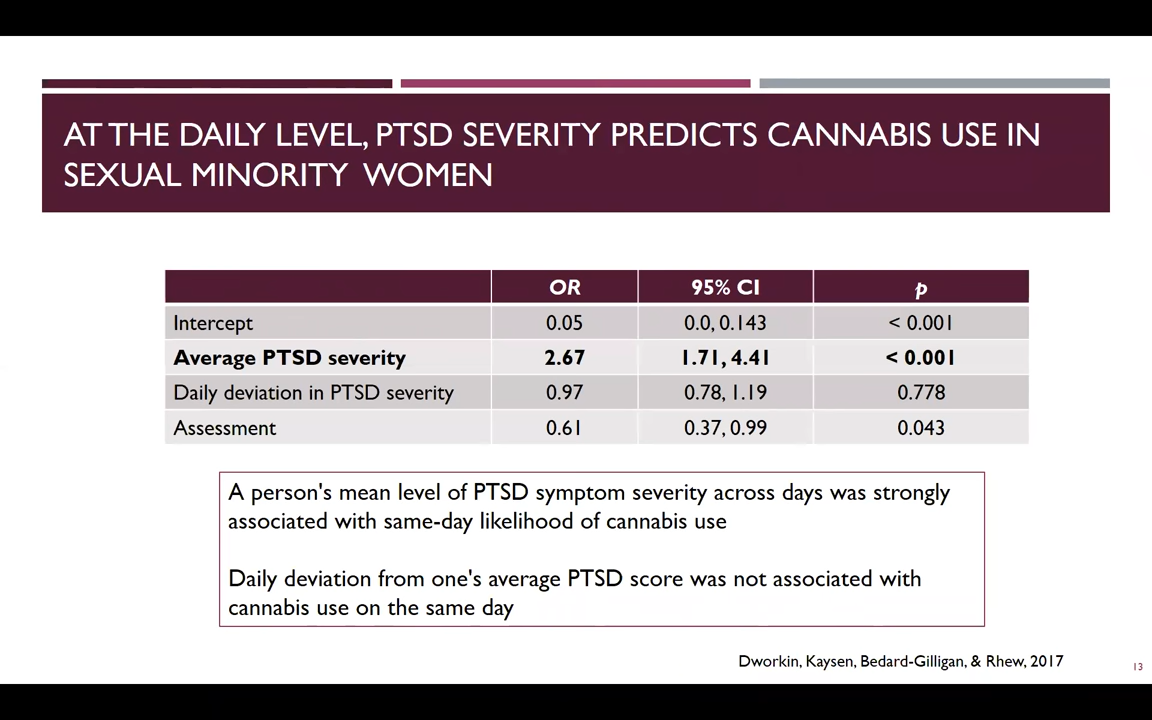 AT THE DAILY LEVEL, PTSD SEVERITY PREDICTS CANNABIS USE IN
SEXUAL MINORITY WOMEN
OR 95% CI p
Intercept 0.05 0.0, 0.143 < 0.001
Average PTSD severity 2.67 1.71, 4.41 < 0.001
Daily deviation in PTSD severity 0.97 0.78, 1.19 0.778
Assessment 0.61 0.37, 0.99 0.043
A person's mean level of PTSD symptom severity across days was strongly
associated with same-day likelihood of cannabis use
Daily deviation from one's average PTSD score was not associated with
cannabis use on the same day
Dworkin, Kaysen, Bedard-Gilligan, & Rhew, 2017
13